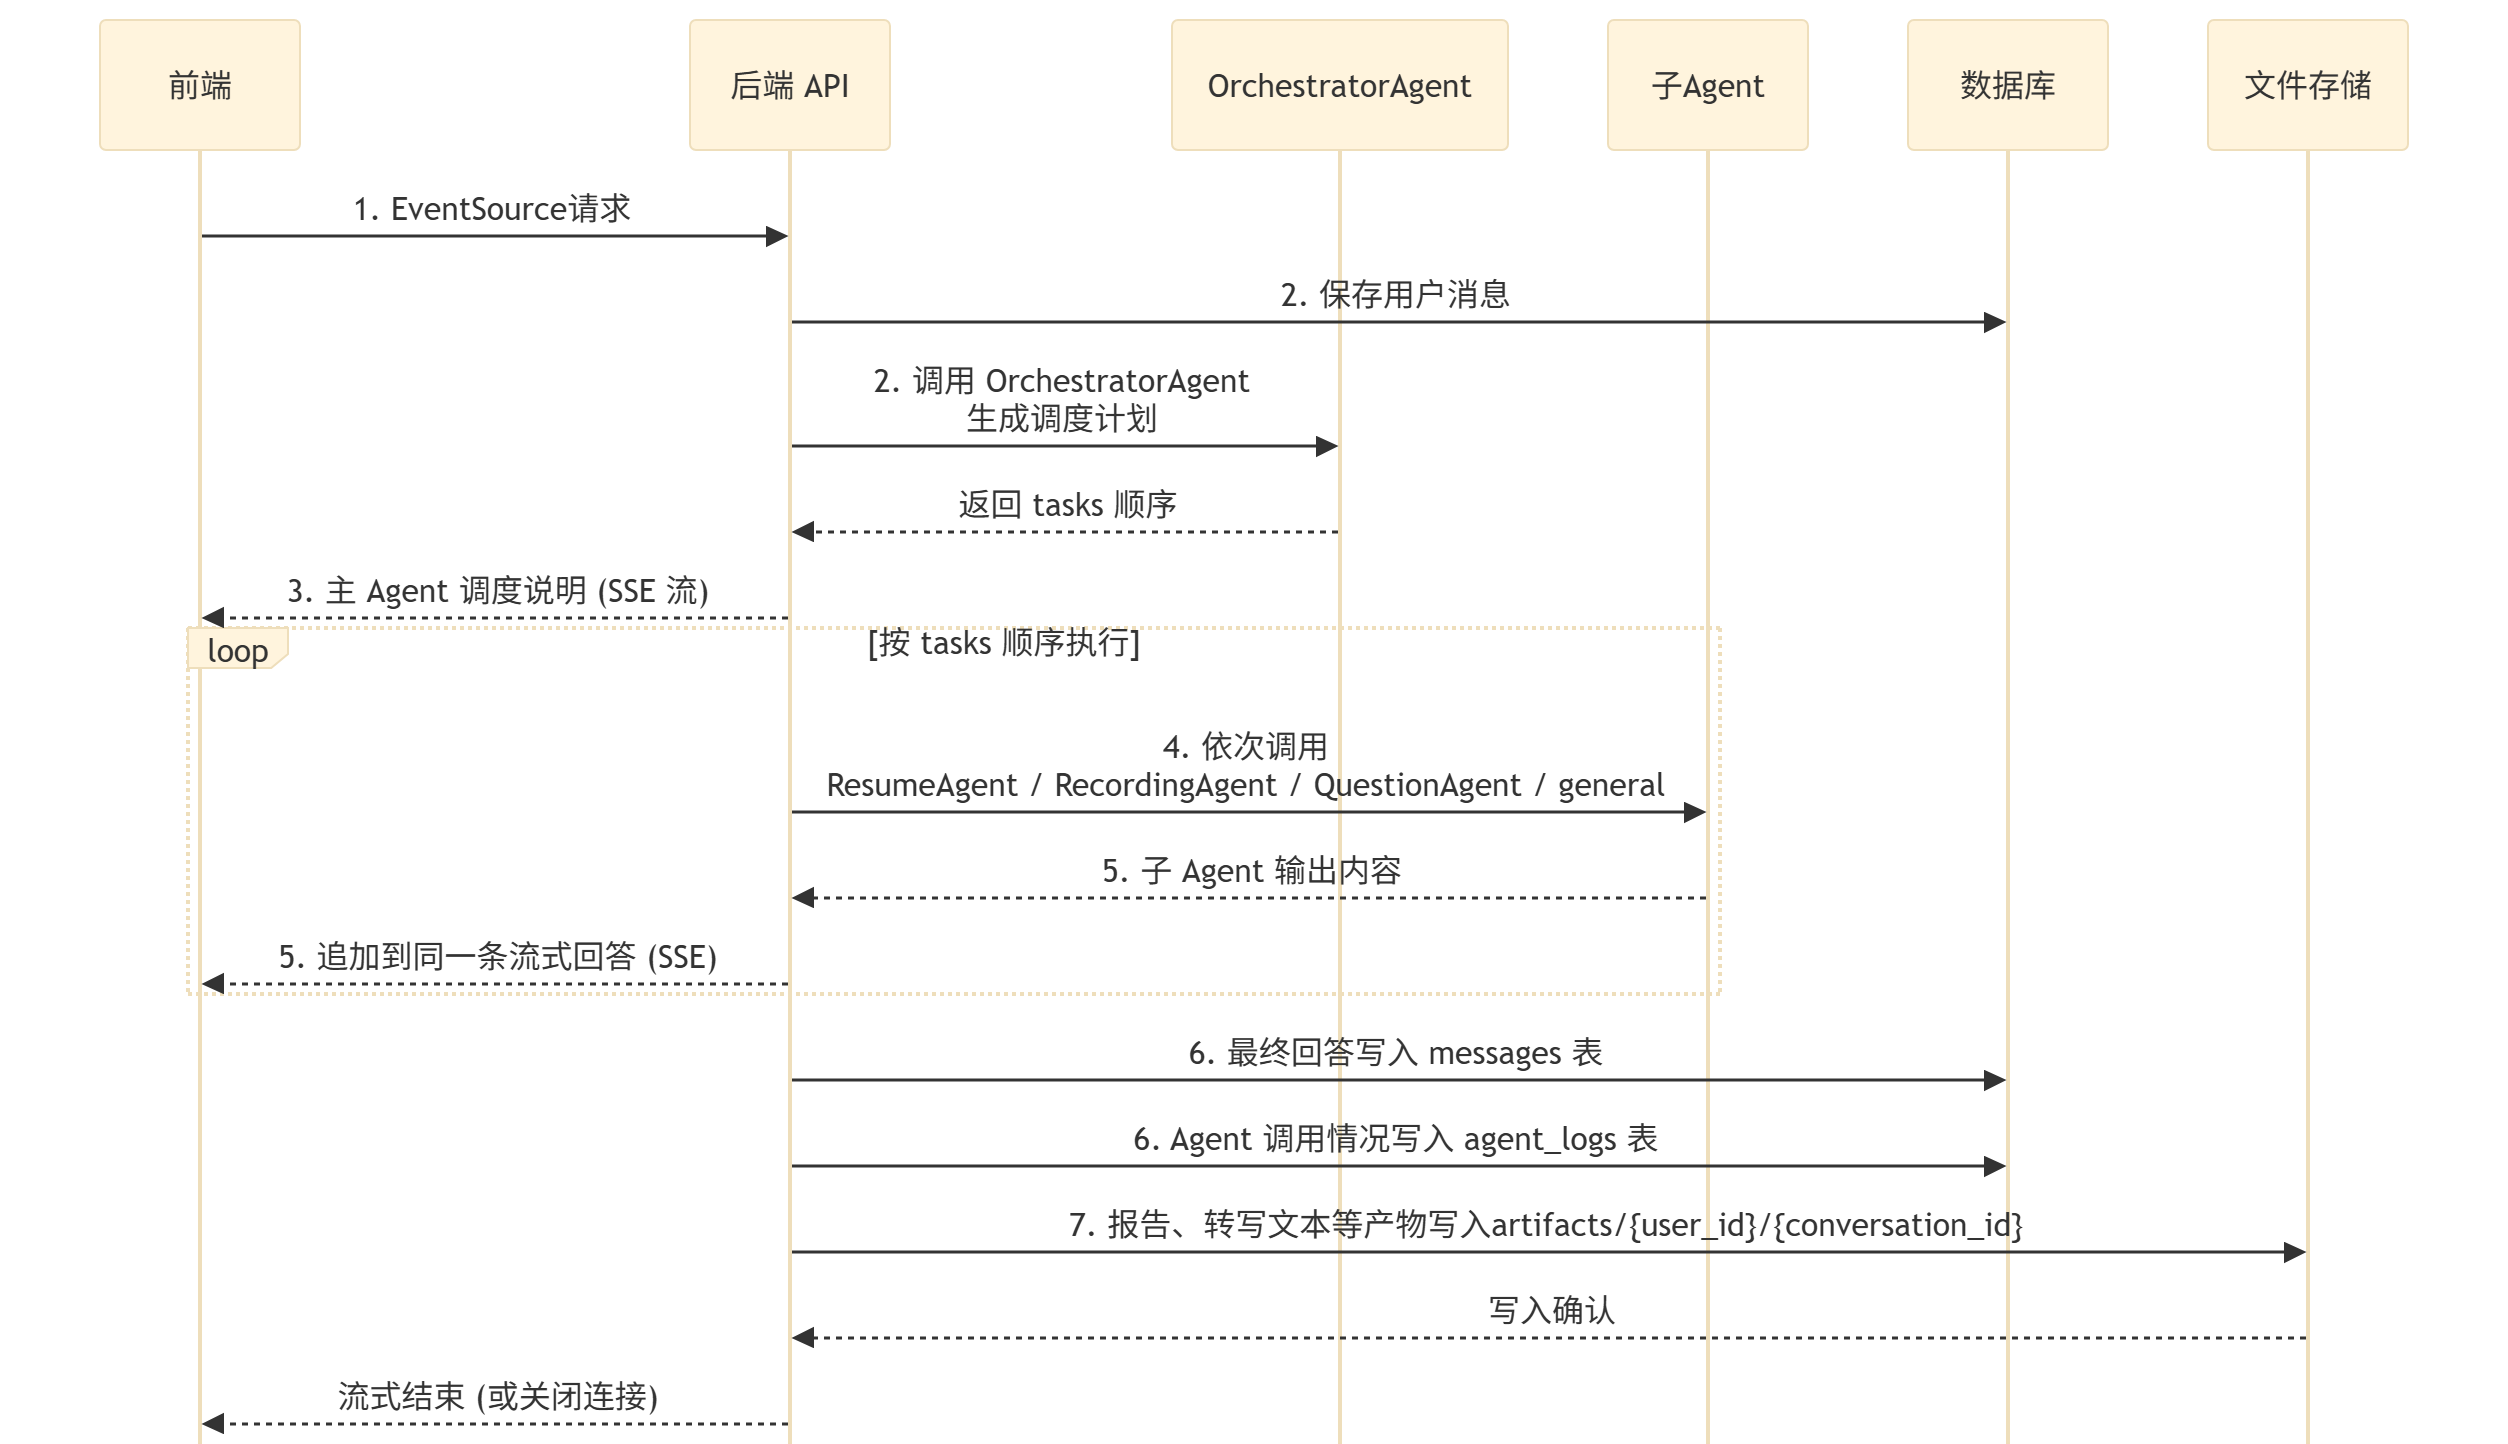 前端
后端 API
OrchestratorAgent
子Agent
数据库
文件存储
1. EventSource请求
2. 保存用户消息
2. 调用 OrchestratorAgent
生成调度计划
返回 tasks 顺序
3. 主 Agent 调度说明 (SSE 流)
loop
[按 tasks 顺序执行]
4. 依次调用
ResumeAgent / RecordingAgent / QuestionAgent / general
5. 子 Agent 输出内容
5. 追加到同一条流式回答 (SSE)
6. 最终回答写入 messages 表
6. Agent 调用情况写入 agent_logs 表
7. 报告、转写文本等产物写入artifacts/{user_id}/{conversation_id}
写入确认
流式结束 (或关闭连接)